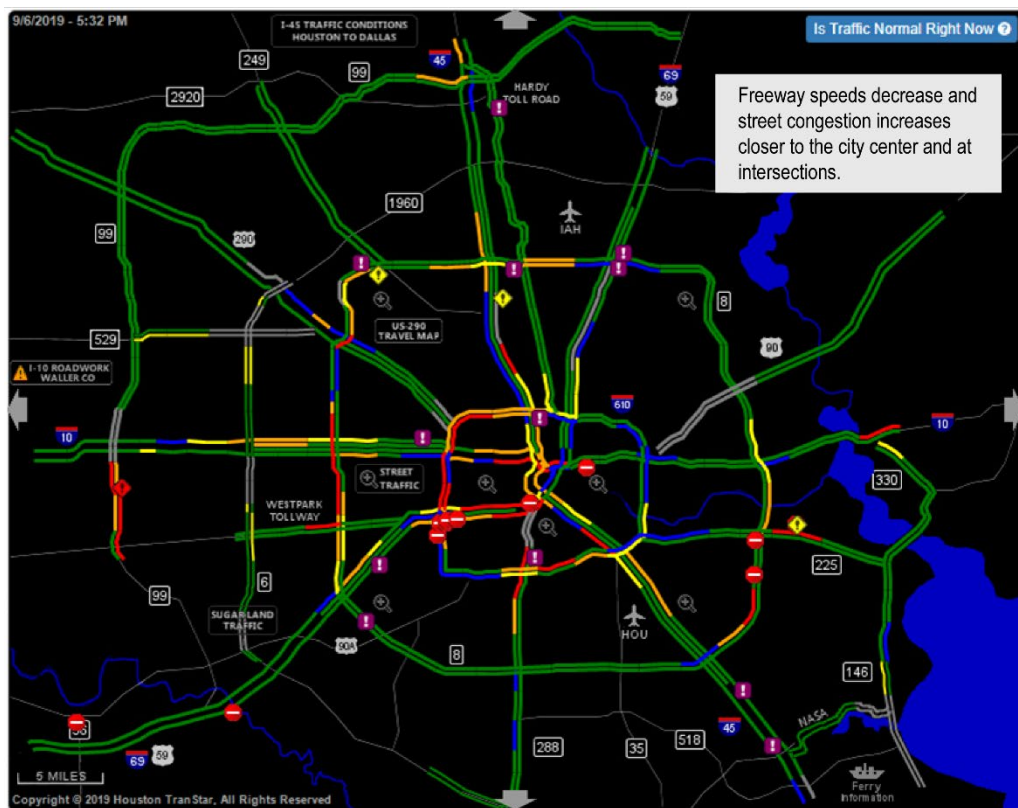 9/6/2019 - 5:32 PM
I-45 TRAFFIC CONDITIONS
HOUSTON TO DALLAS
Is Traffic Normal Right Now ?
249
45
99
69
59
HARDY
TOLL ROAD
2920
Freeway speeds decrease and
street congestion increases
closer to the city center and at
intersections.
1960
99
290
IAH
8
US-290
TRAVEL MAP
529
90
I-10 ROADWORK
WALLER CO
610
10
10
STREET
TRAFFIC
330
WESTPARK
TOLLWAY
225
6
99
SUGAR LAND
TRAFFIC
HOU
90A
8
146
NASA
45
518
288
35
69
59
5 MILES
Ferry
Information
Copyright © 2019 Houston TranStar, All Rights Reserved